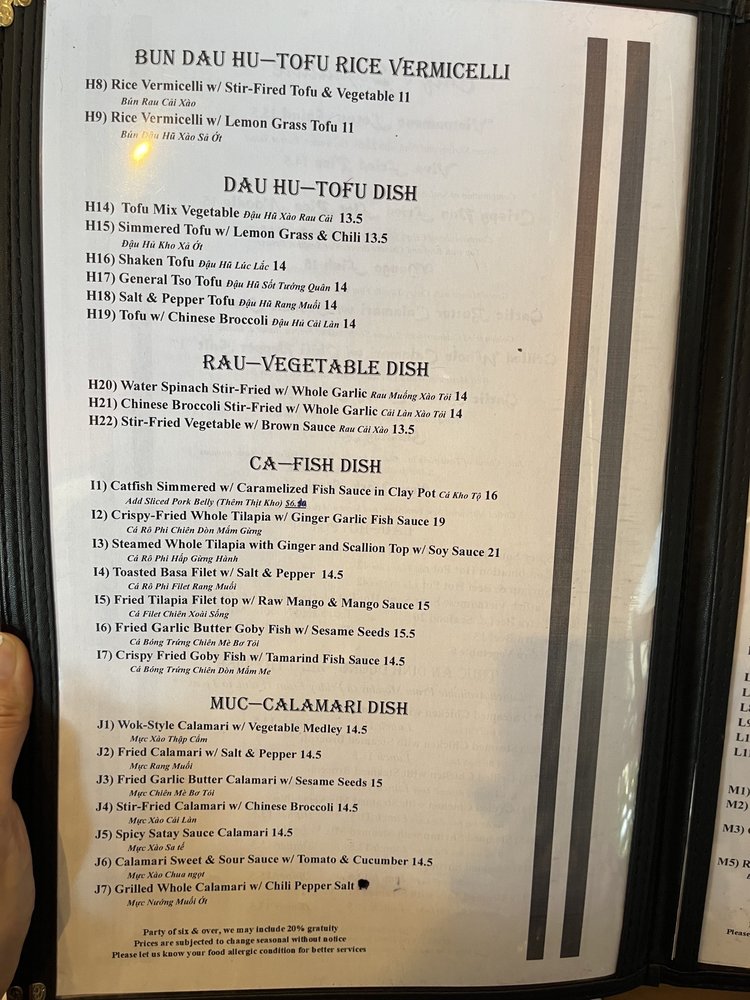 BUN DAU HU—TOFU RICE VERMICELLI
H8) Rice Vermicelli w/ Stir-Fired Tofu & Vegetable 11
Bún Rau Cải Xào
H9) Rice Vermicelli w/ Lemon Grass Tofu 11
Bún Đậu Hũ Xào Sả Ớt
DAU HU—TOFU DISH
H14) Tofu Mix Vegetable Đậu Hũ Xào Rau Cải 13.5
H15) Simmered Tofu w/ Lemon Grass & Chili 13.5
Đậu Hủ Kho Xả Ớt
H16) Shaken Tofu Đậu Hũ Lúc Lắc 14
H17) General Tso Tofu Đậu Hũ Sốt Tướng Quân 14
H18) Salt & Pepper Tofu Đậu Hũ Rang Muối 14
H19) Tofu w/ Chinese Broccoli Đậu Hủ Cải Làn 14
RAU—VEGETABLE DISH
H20) Water Spinach Stir-Fried w/ Whole Garlic Rau Muống Xào Tỏi 14
H21) Chinese Broccoli Stir-Fried w/ Whole Garlic Cải Làn Xào Tỏi 14
H22) Stir-Fried Vegetable w/ Brown Sauce Rau Cải Xào 13.5
CA—FISH DISH
I1) Catfish Simmered w/ Caramelized Fish Sauce in Clay Pot Cá Kho Tộ 16
Add Sliced Pork Belly (Thêm Thịt Kho) $6.
I2) Crispy-Fried Whole Tilapia w/ Ginger Garlic Fish Sauce 19
Cá Rô Phi Chiên Dòn Mắm Gừng
I3) Steamed Whole Tilapia with Ginger and Scallion Top w/ Soy Sauce 21
Cá Rô Phi Hấp Gừng Hành
I4) Toasted Basa Filet w/ Salt & Pepper 14.5
Cá Rô Phi Filet Rang Muối
I5) Fried Tilapia Filet top w/ Raw Mango & Mango Sauce 15
Cá Filet Chiên Xoài Sống
I6) Fried Garlic Butter Goby Fish w/ Sesame Seeds 15.5
Cá Bống Trứng Chiên Mè Bơ Tỏi
I7) Crispy Fried Goby Fish w/ Tamarind Fish Sauce 14.5
Cá Bóng Trứng Chiên Dòn Mắm Me
MUC—CALAMARI DISH
J1) Wok-Style Calamari w/ Vegetable Medley 14.5
Mực Xào Thập Cẩm
J2) Fried Calamari w/ Salt & Pepper 14.5
Mực Rang Muối
J3) Fried Garlic Butter Calamari w/ Sesame Seeds 15
Mực Chiên Mè Bơ Tỏi
J4) Stir-Fried Calamari w/ Chinese Broccoli 14.5
Mực Xào Cải Làn
J5) Spicy Satay Sauce Calamari 14.5
Mực Xào Sa tế
J6) Calamari Sweet & Sour Sauce w/ Tomato & Cucumber 14.5
Mực Xào Chua ngọt
J7) Grilled Whole Calamari w/ Chili Pepper Salt
Mực Nướng Muối Ớt
Party of six & over, we may include 20% gratuity
Prices are subjected to change seasonal without notice
Please let us know your food allergic condition for better services
M1)
M2)
M3)
M5) R
Please